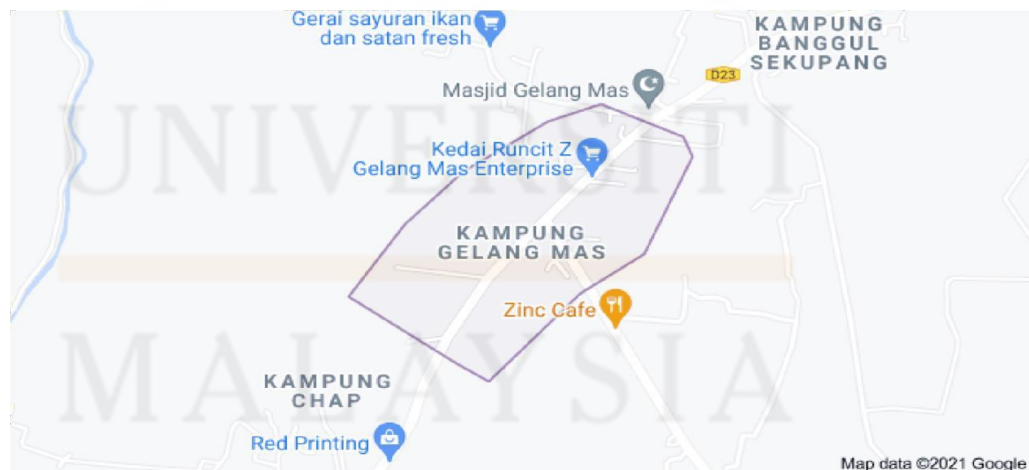 Gerai sayuran ikan
dan satan fresh
KAMPUNG
BANGGUL
SEKUPANG
D23
Masjid Gelang Mas
UNIVERSITI
Kedai Runcit Z
Gelang Mas Enterprise
KAMPUNG
GELANG MAS
Zinc Cafe
MALAYSIA
KAMPUNG
CHAP
Red Printing
Map data ©2021 Google